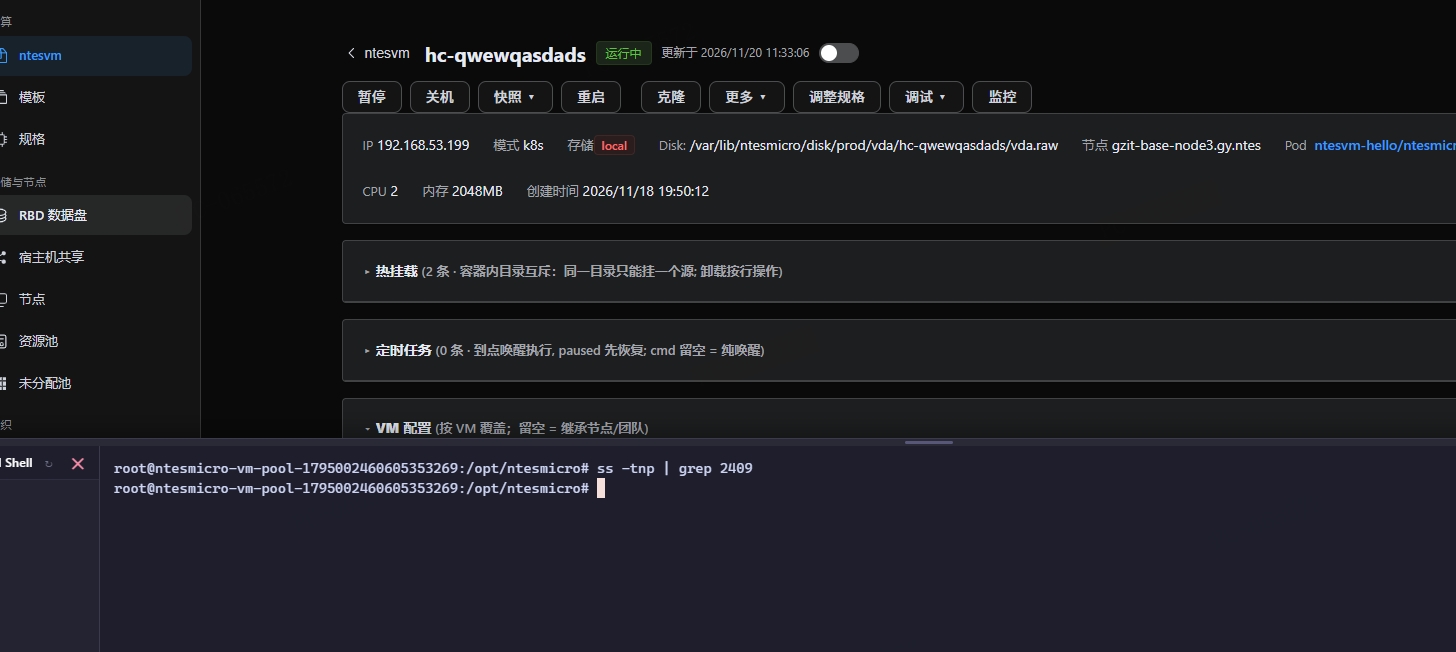 算
ntesvm
模板
规格
储与节点
RBD 数据盘
宿主机共享
节点
资源池
未分配池
织
ntesvm hc-qwewqasdads 运行中 更新于 2026/11/20 11:33:06
暂停 关机 快照 ▼ 重启 克隆 更多 ▼ 调整规格 调试 ▼ 监控
IP 192.168.53.199 模式 k8s 存储 local Disk: /var/lib/ntesmicro/disk/prod/vda/hc-qwewqasdads/vda.raw 节点 gzit-base-node3.gy.ntes Pod ntesvm-hello/ntesmicr
CPU 2 内存 2048MB 创建时间 2026/11/18 19:50:12
热挂载 (2 条 · 容器内目录互斥：同一目录只能挂一个源; 卸载按行操作)
定时任务 (0 条 · 到点唤醒执行, paused 先恢复; cmd 留空 = 纯唤醒)
VM 配置 (按 VM 覆盖；留空 = 继承节点/团队)
Shell
root@ntesmicro-vm-pool-1795002460605353269:/opt/ntesmicro# ss -tnp | grep 2409
root@ntesmicro-vm-pool-1795002460605353269:/opt/ntesmicro#